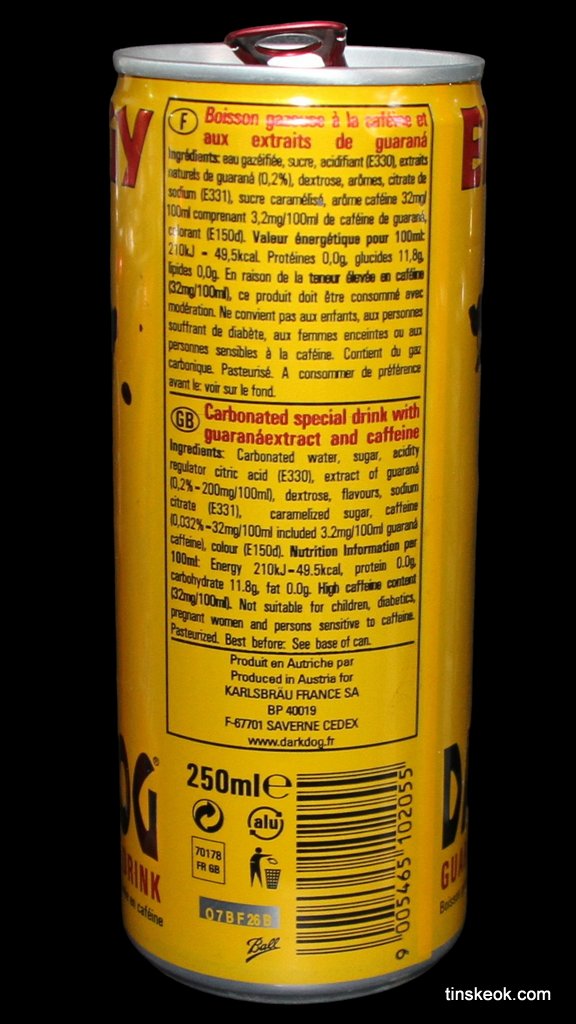 F Boisson gazeuse à la caféine et
aux extraits de guaraná
Ingrédients: eau gazéifiée, sucre, acidifiant (E330), extraits
naturels de guaraná (0,2%), dextrose, arômes, citrate de
sodium (E331), sucre caramélisé, arôme caféine 32mg/
100ml comprenant 3,2mg/100ml de caféine de guaraná,
colorant (E150d). Valeur énergétique pour 100ml:
210kJ - 49,5kcal. Protéines 0,0g, glucides 11,8g,
lipides 0,0g. En raison de la teneur élevée en caféine
(32mg/100ml), ce produit doit être consommé avec
modération. Ne convient pas aux enfants, aux personnes
souffrant de diabète, aux femmes enceintes ou aux
personnes sensibles à la caféine. Contient du gaz
carbonique. Pasteurisé. A consommer de préférence
avant le: voir sur le fond.
GB Carbonated special drink with
guaranáextract and caffeine
Ingredients: Carbonated water, sugar, acidity
regulator citric acid (E330), extract of guaraná
(0,2%-200mg/100ml), dextrose, flavours, sodium
citrate (E331), caramelized sugar, caffeine
(0,032%-32mg/100ml included 3.2mg/100ml guaraná
caffeine), colour (E150d). Nutrition Information per
100ml: Energy 210kJ-49.5kcal, protein 0.0g,
carbohydrate 11.8g, fat 0.0g. High caffeine content
(32mg/100ml). Not suitable for children, diabetics,
pregnant women and persons sensitive to caffeine.
Pasteurized. Best before: See base of can.
Produit en Autriche par
Produced in Austria for
KARLSBRÄU FRANCE SA
BP 40019
F-67701 SAVERNE CEDEX
www.darkdog.fr
250ml e
alu
70178
FR 6B
07BF26B
Ball
9 005465 102055
OG®
DRINK
en caféine
D
GUA
Boisson
tinskeok.com